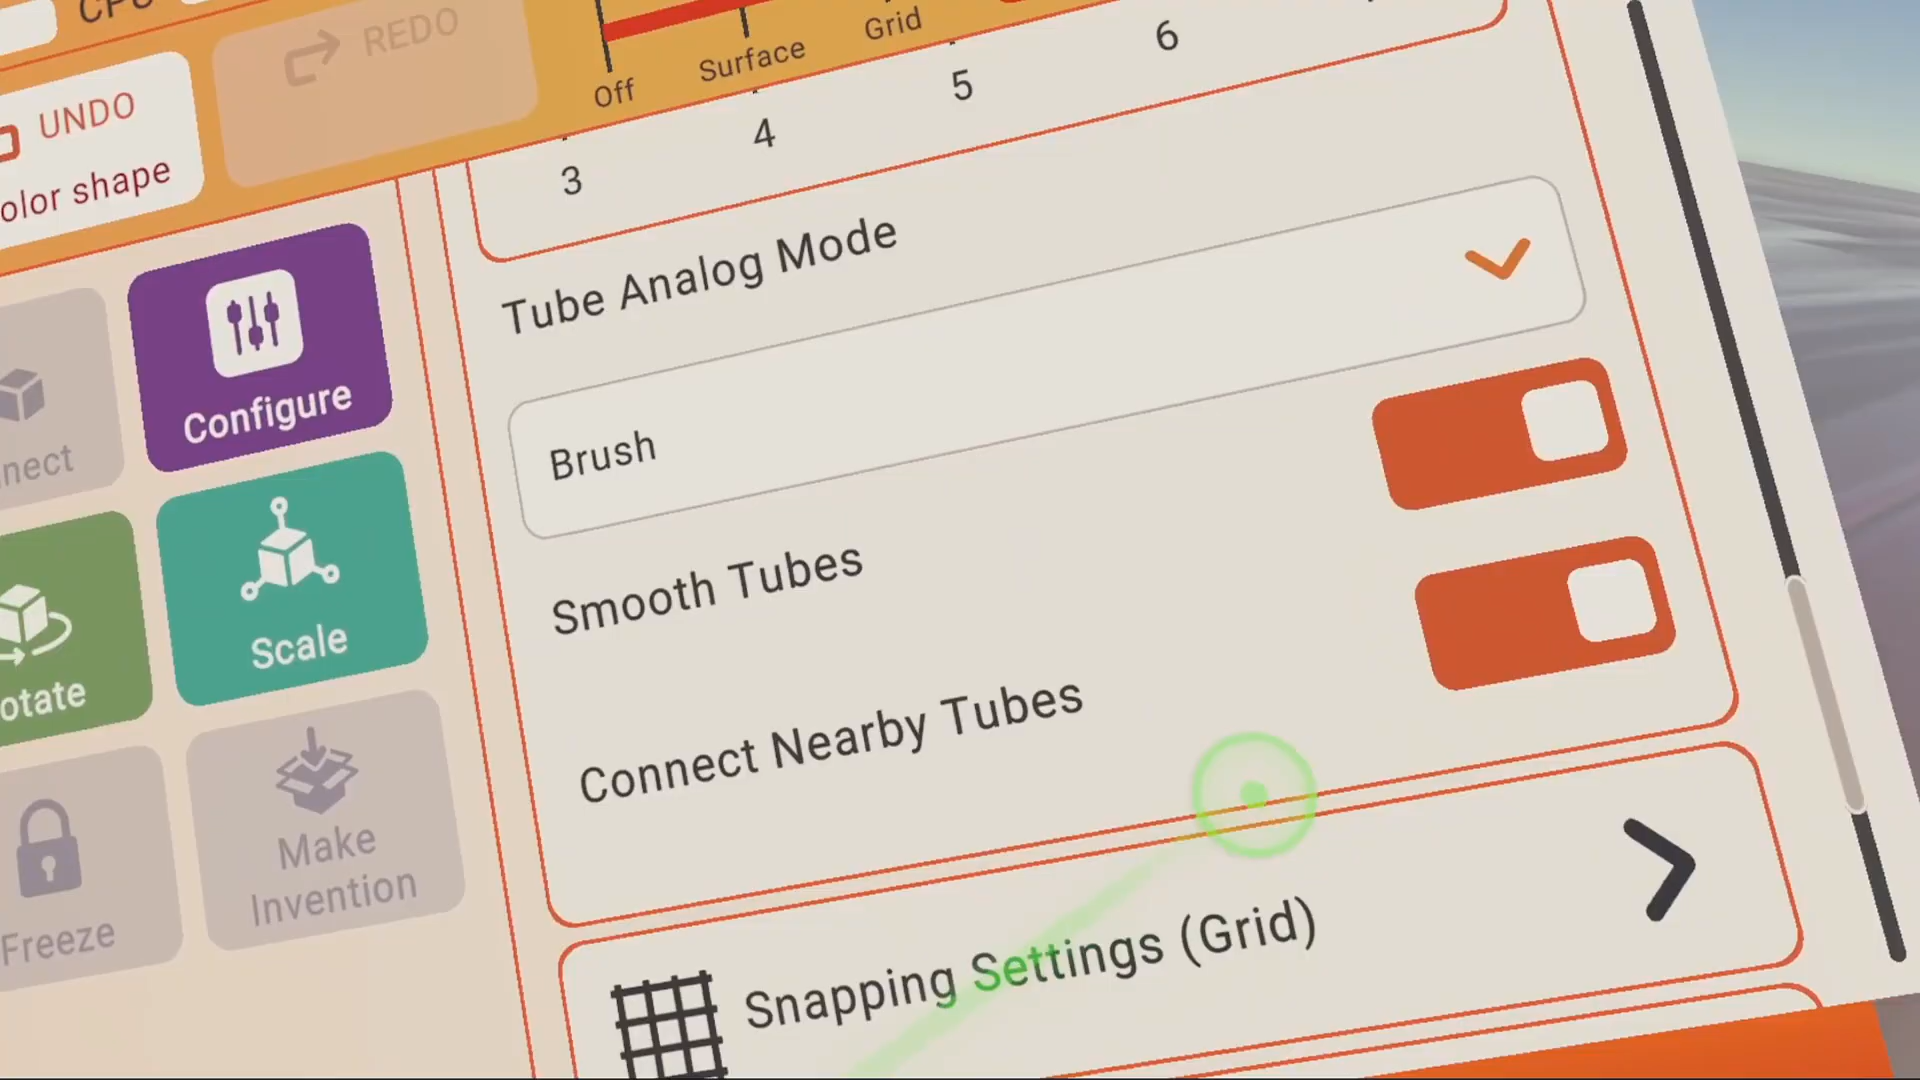 REDO
UNDO
olor shape
Off
Surface
Grid
3
4
5
6
Tube Analog Mode
Brush
Smooth Tubes
Connect Nearby Tubes
Snapping Settings (Grid)
Configure
nect
Scale
otate
Make
Invention
Freeze